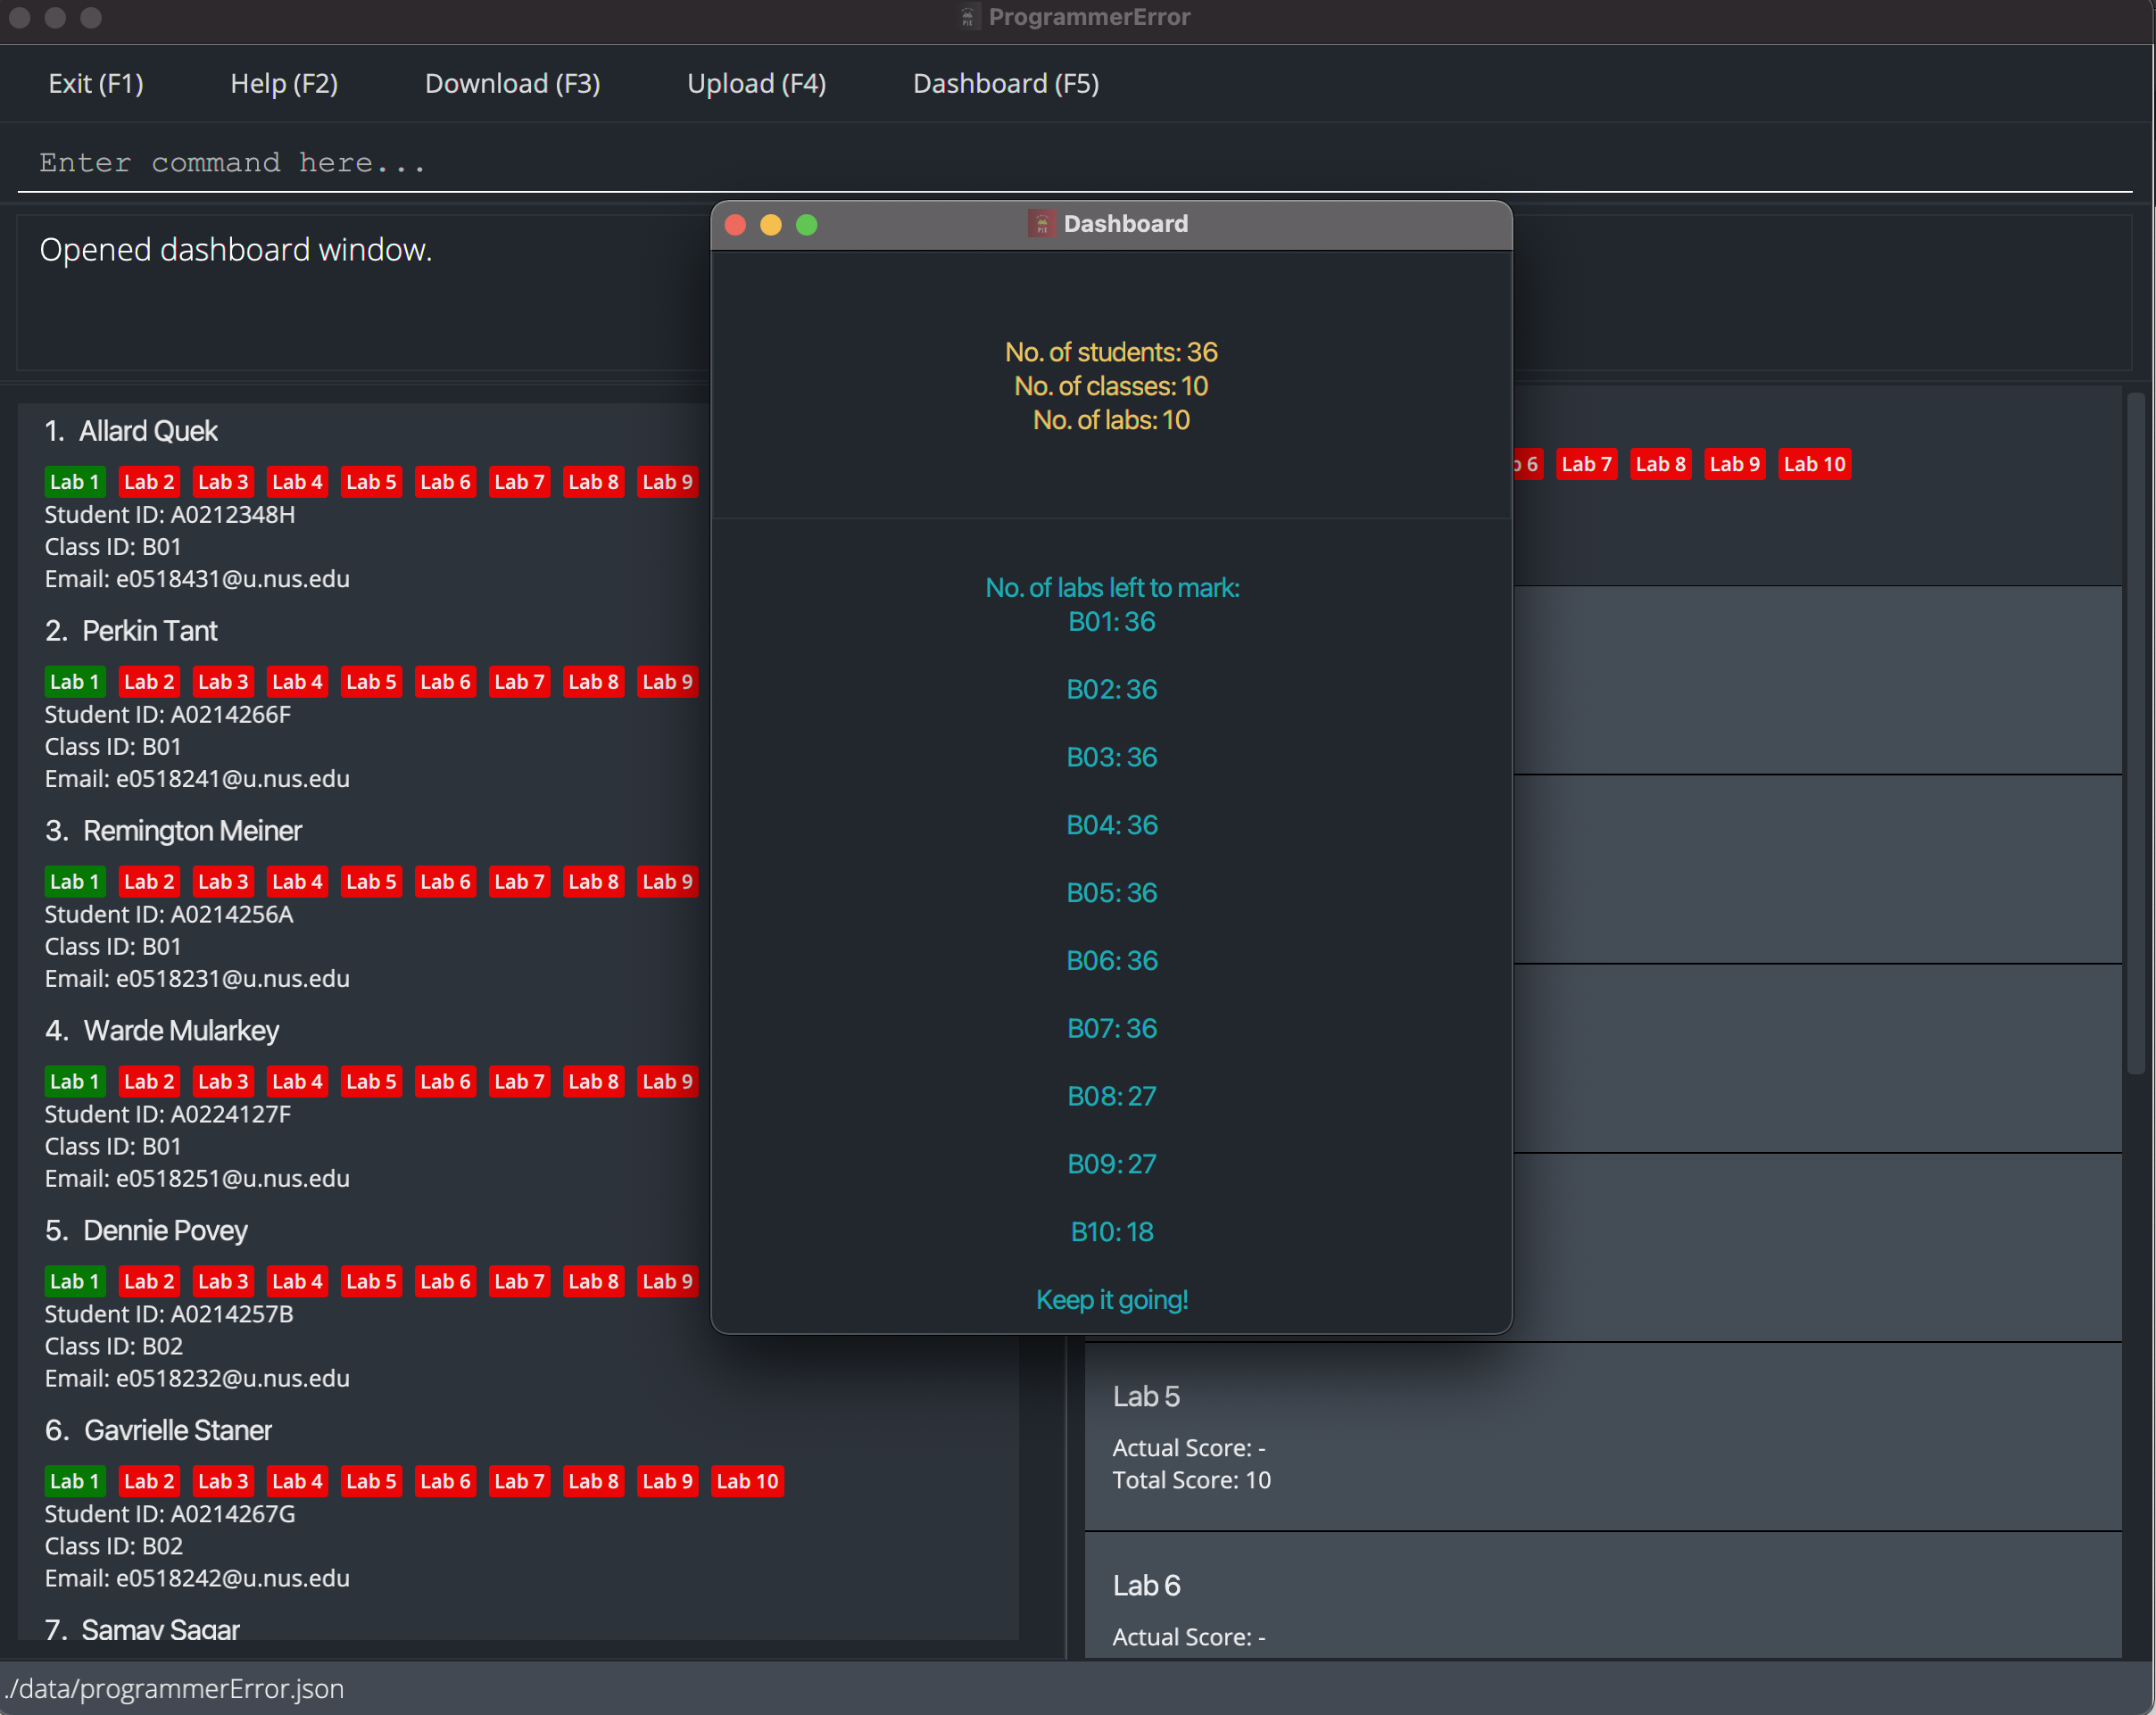 ProgrammerError
Exit (F1) Help (F2) Download (F3) Upload (F4) Dashboard (F5)
Enter command here...
Opened dashboard window.
1. Allard Quek
Lab 1 Lab 2 Lab 3 Lab 4 Lab 5 Lab 6 Lab 7 Lab 8 Lab 9
Student ID: A0212348H
Class ID: B01
Email: e0518431@u.nus.edu
2. Perkin Tant
Lab 1 Lab 2 Lab 3 Lab 4 Lab 5 Lab 6 Lab 7 Lab 8 Lab 9
Student ID: A0214266F
Class ID: B01
Email: e0518241@u.nus.edu
3. Remington Meiner
Lab 1 Lab 2 Lab 3 Lab 4 Lab 5 Lab 6 Lab 7 Lab 8 Lab 9
Student ID: A0214256A
Class ID: B01
Email: e0518231@u.nus.edu
4. Warde Mularkey
Lab 1 Lab 2 Lab 3 Lab 4 Lab 5 Lab 6 Lab 7 Lab 8 Lab 9
Student ID: A0224127F
Class ID: B01
Email: e0518251@u.nus.edu
5. Dennie Povey
Lab 1 Lab 2 Lab 3 Lab 4 Lab 5 Lab 6 Lab 7 Lab 8 Lab 9
Student ID: A0214257B
Class ID: B02
Email: e0518232@u.nus.edu
6. Gavrielle Staner
Lab 1 Lab 2 Lab 3 Lab 4 Lab 5 Lab 6 Lab 7 Lab 8 Lab 9 Lab 10
Student ID: A0214267G
Class ID: B02
Email: e0518242@u.nus.edu
7. Samay Sagar
Dashboard
No. of students: 36
No. of classes: 10
No. of labs: 10
No. of labs left to mark:
B01: 36
B02: 36
B03: 36
B04: 36
B05: 36
B06: 36
B07: 36
B08: 27
B09: 27
B10: 18
Keep it going!
6 Lab 7 Lab 8 Lab 9 Lab 10
Lab 5
Actual Score: -
Total Score: 10
Lab 6
Actual Score: -
./data/programmerError.json